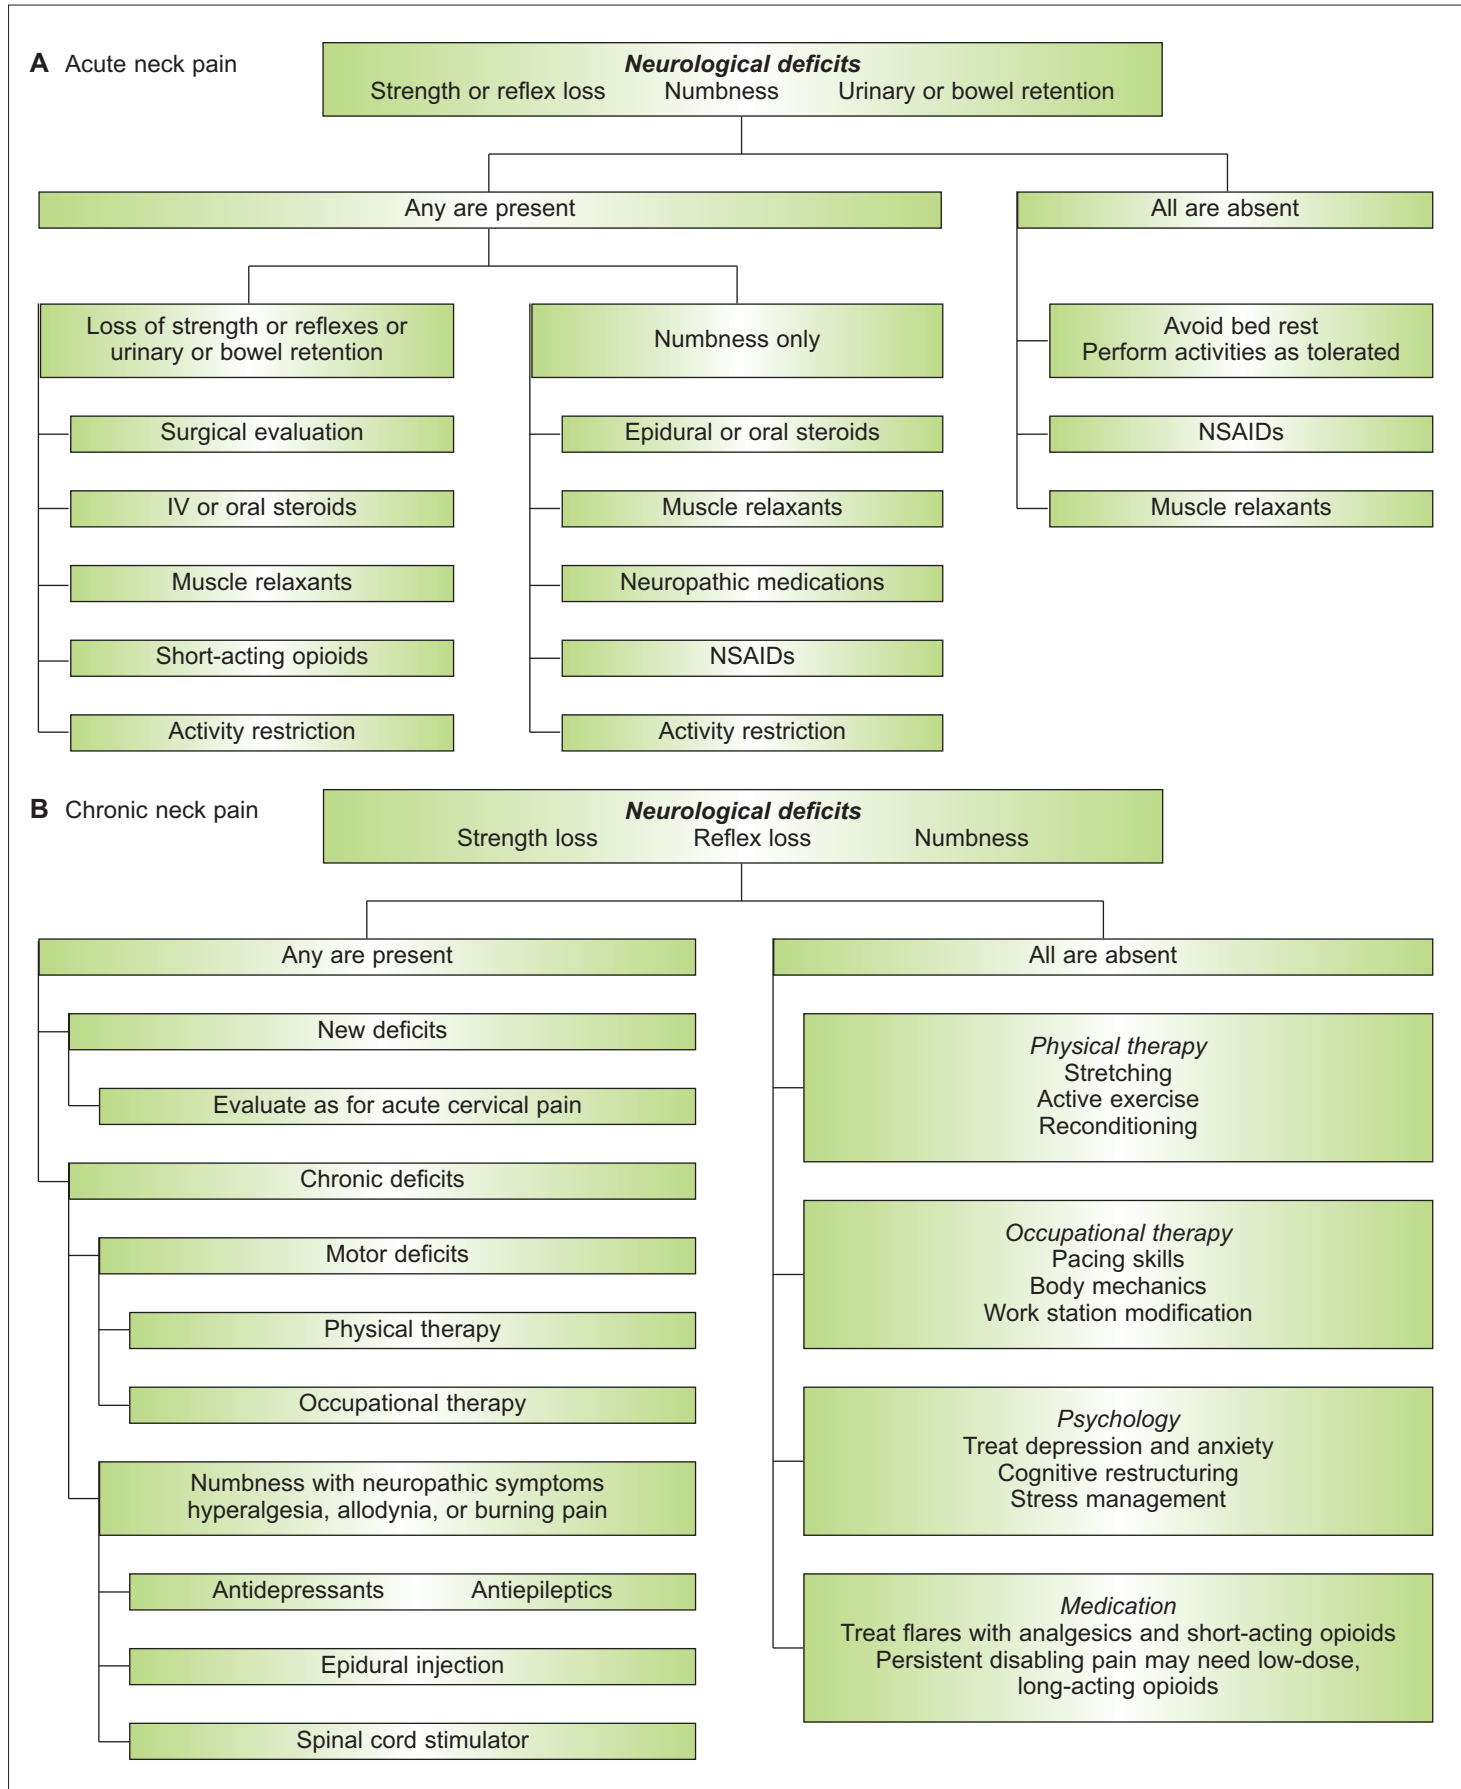 A Acute neck pain
Neurological deficits
Strength or reflex loss Numbness Urinary or bowel retention
Any are present
All are absent
Loss of strength or reflexes or
urinary or bowel retention
Surgical evaluation
IV or oral steroids
Muscle relaxants
Short-acting opioids
Activity restriction
Numbness only
Epidural or oral steroids
Muscle relaxants
Neuropathic medications
NSAIDs
Activity restriction
Avoid bed rest
Perform activities as tolerated
NSAIDs
Muscle relaxants
B Chronic neck pain
Neurological deficits
Strength loss Reflex loss Numbness
Any are present
New deficits
Evaluate as for acute cervical pain
Chronic deficits
Motor deficits
Physical therapy
Occupational therapy
Numbness with neuropathic symptoms
hyperalgesia, allodynia, or burning pain
Antidepressants Antiepileptics
Epidural injection
Spinal cord stimulator
All are absent
Physical therapy
Stretching
Active exercise
Reconditioning
Occupational therapy
Pacing skills
Body mechanics
Work station modification
Psychology
Treat depression and anxiety
Cognitive restructuring
Stress management
Medication
Treat flares with analgesics and short-acting opioids
Persistent disabling pain may need low-dose,
long-acting opioids